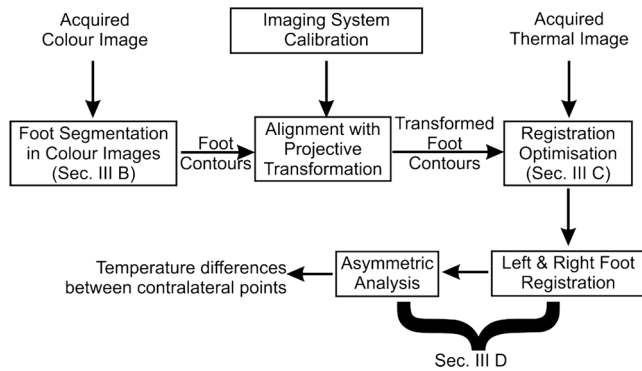 Acquired
Colour Image
Imaging System
Calibration
Acquired
Thermal Image
Foot Segmentation
in Colour Images
(Sec. III B)
Foot
Contours
Alignment with
Projective
Transformation
Transformed
Foot
Contours
Registration
Optimisation
(Sec. III C)
Temperature differences
between contralateral points
Asymmetric
Analysis
Left & Right Foot
Registration
Sec. III D